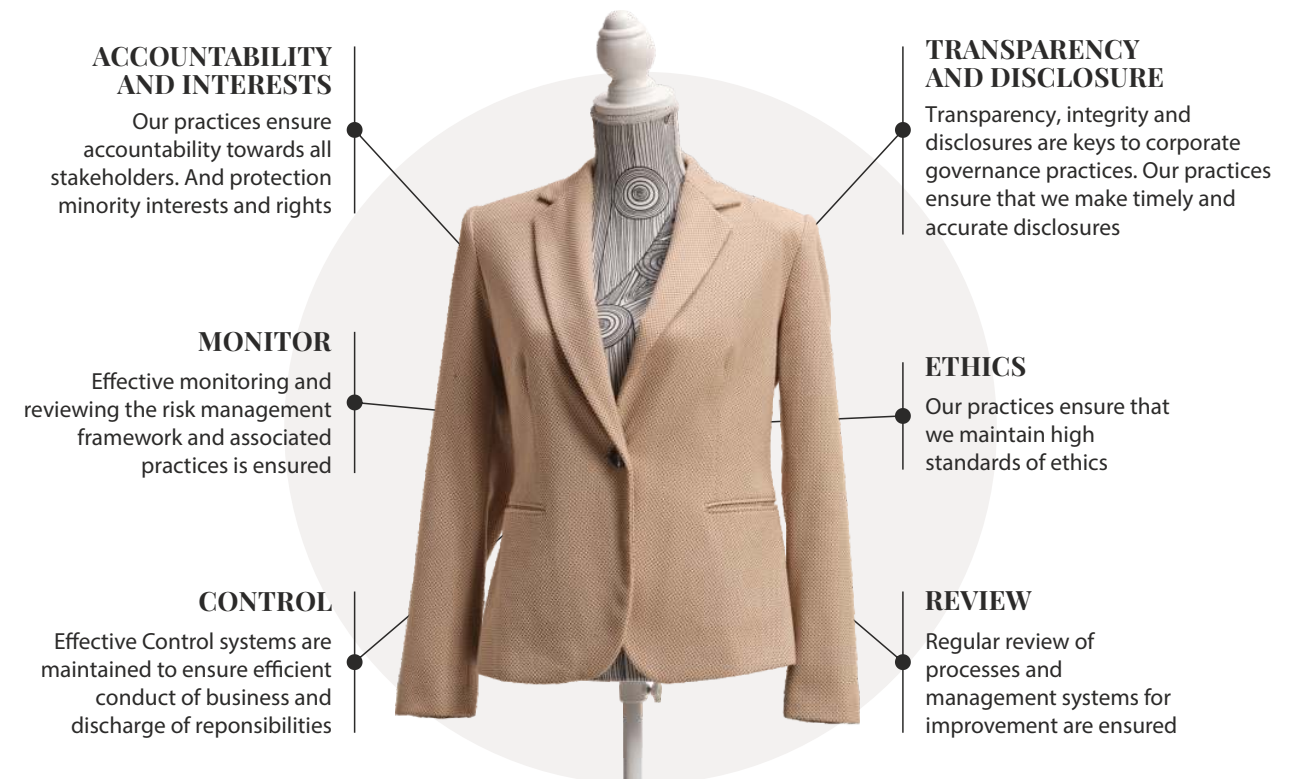 ACCOUNTABILITY
AND INTERESTS
Our practices ensure
accountability towards all
stakeholders. And protection
minority interests and rights
MONITOR
Effective monitoring and
reviewing the risk management
framework and associated
practices is ensured
CONTROL
Effective Control systems are
maintained to ensure efficient
conduct of business and
discharge of reponsibilities
TRANSPARENCY
AND DISCLOSURE
Transparency, integrity and
disclosures are keys to corporate
governance practices. Our practices
ensure that we make timely and
accurate disclosures
ETHICS
Our practices ensure that
we maintain high
standards of ethics
REVIEW
Regular review of
processes and
management systems for
improvement are ensured